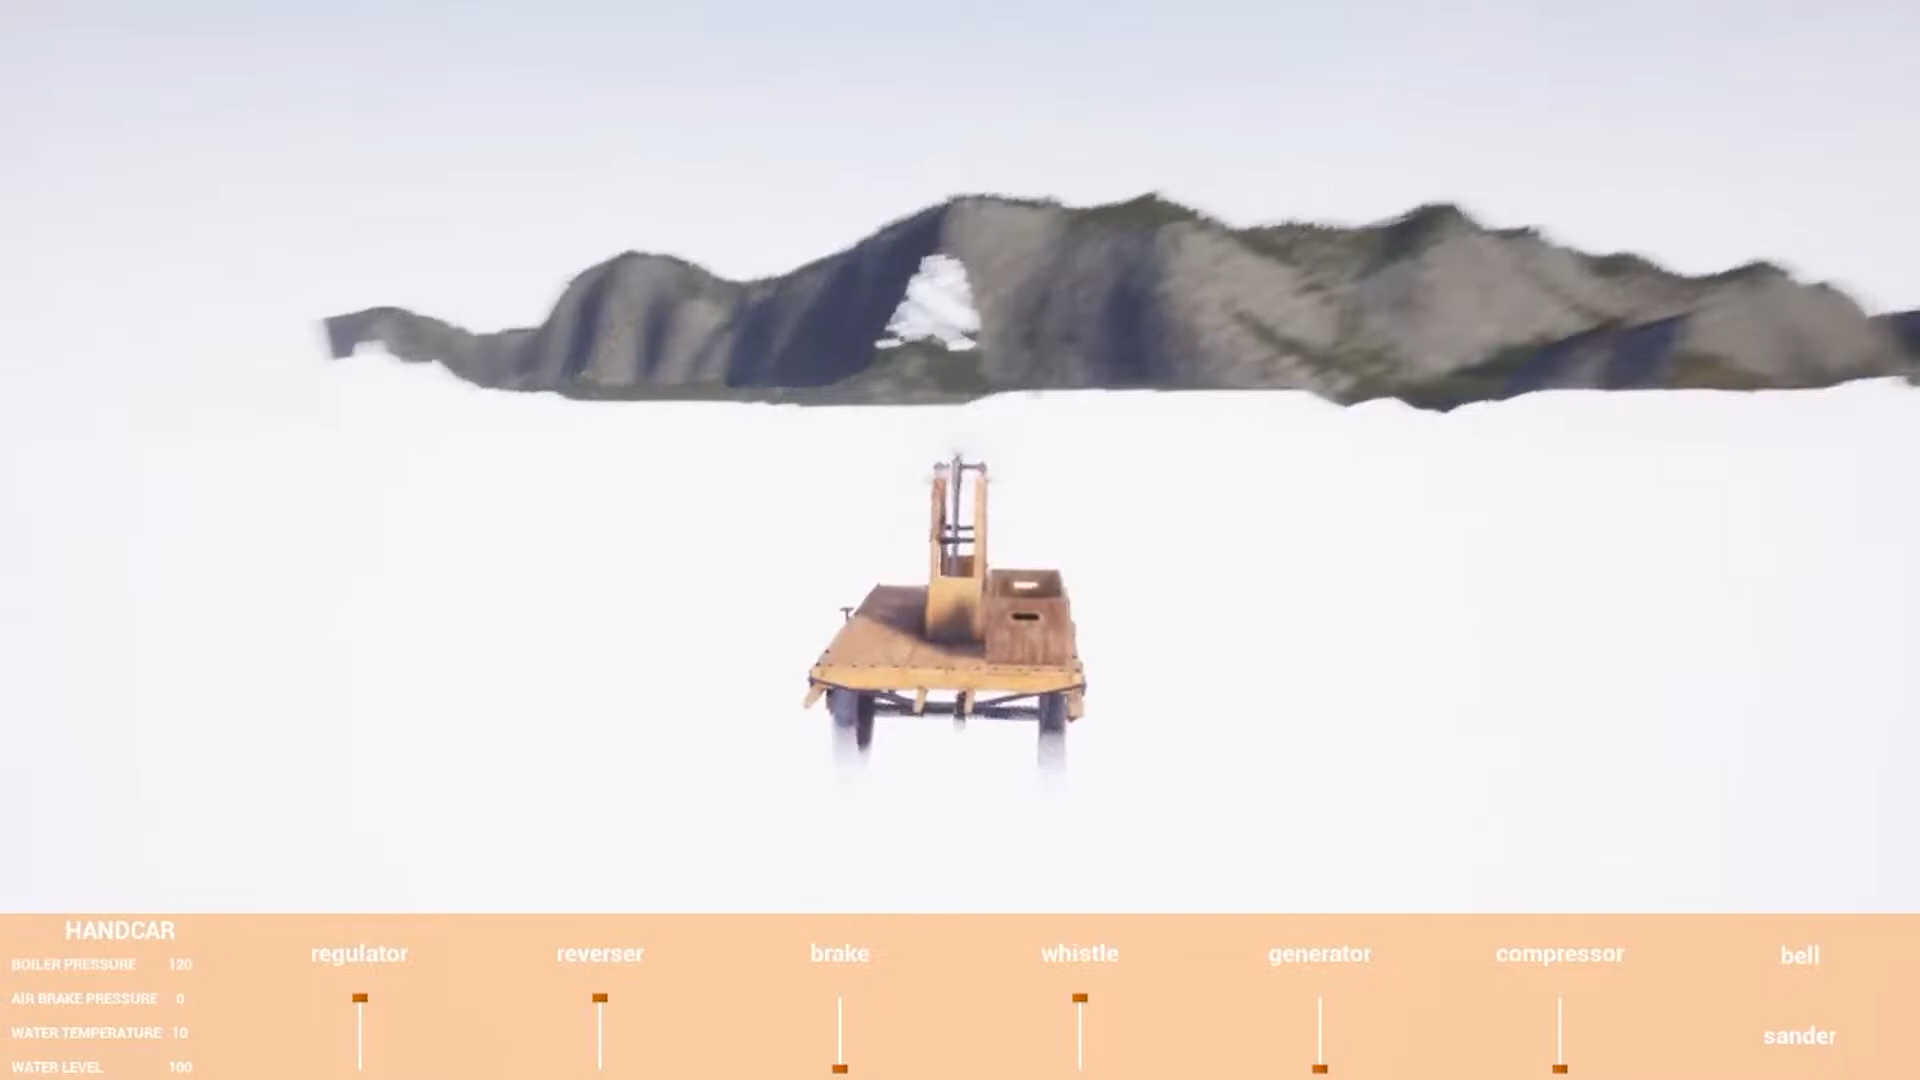 HANDCAR
BOILER PRESSURE 120
AIR BRAKE PRESSURE 0
WATER TEMPERATURE 10
WATER LEVEL 100
regulator
reverser
brake
whistle
generator
compressor
bell
sander